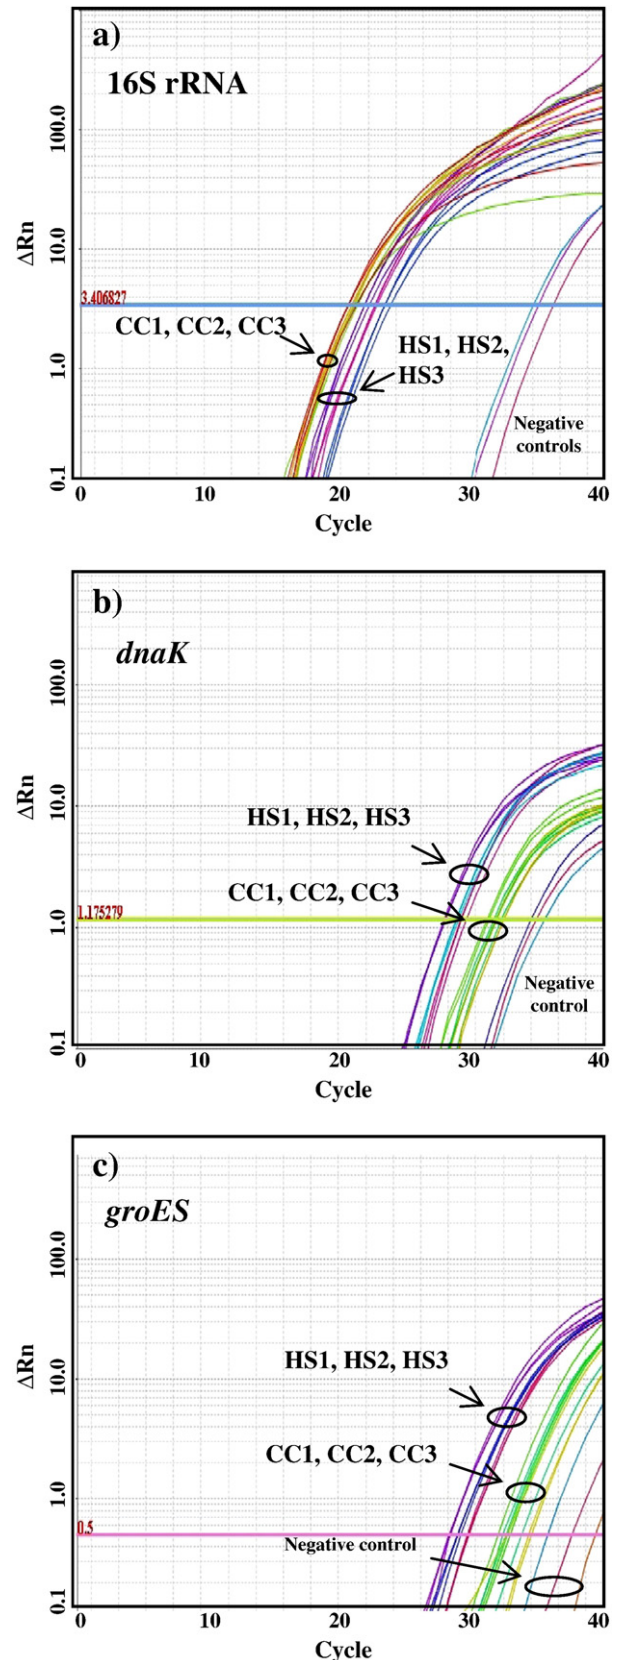 a)
16S rRNA
100.0
10.0
1.0
0.1
ΔRn
3.406827
CC1, CC2, CC3
HS1, HS2,
HS3
Negative
controls
0 10 20 30 40
Cycle
b)
dnaK
100.0
10.0
1.0
0.1
ΔRn
HS1, HS2, HS3
CC1, CC2, CC3
1.175279
Negative
control
0 10 20 30 40
Cycle
c)
groES
100.0
10.0
1.0
0.1
ΔRn
HS1, HS2, HS3
CC1, CC2, CC3
0.5
Negative control
0 10 20 30 40
Cycle